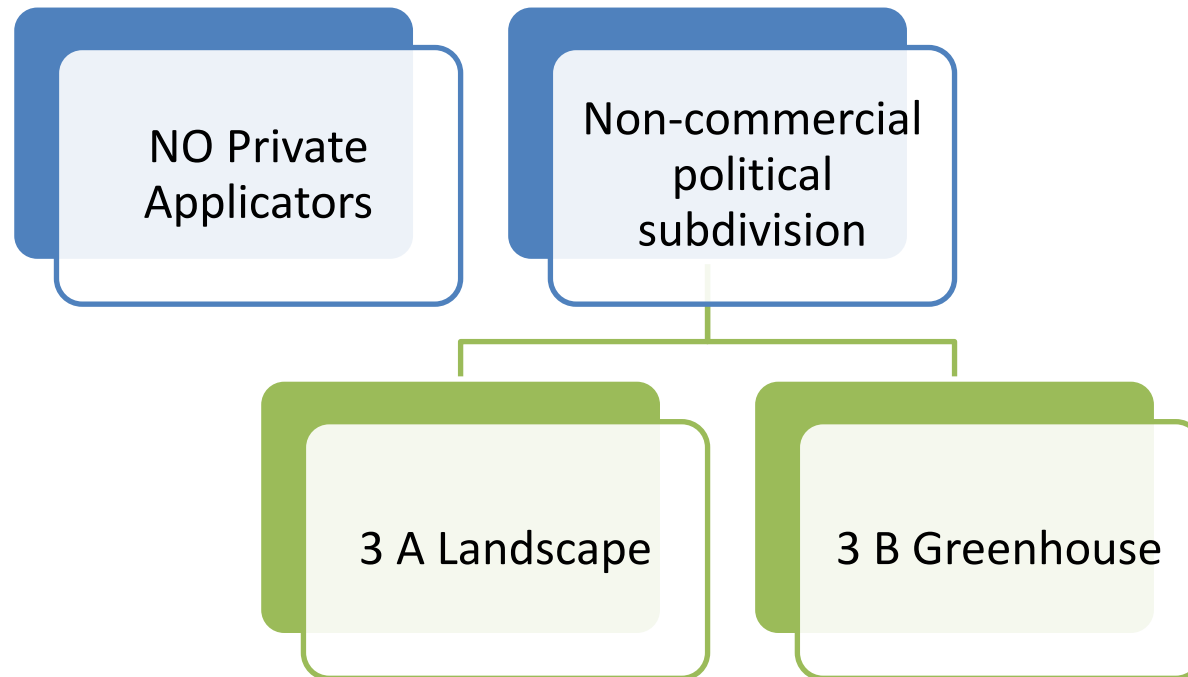 NO Private
Applicators
Non-commercial
political
subdivision
3 A Landscape
3 B Greenhouse